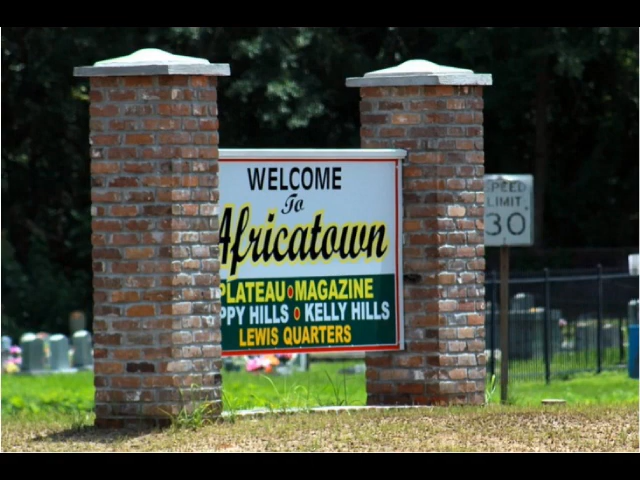 WELCOME
To
Africatown
PLATEAU • MAGAZINE
PPY HILLS • KELLY HILLS
LEWIS QUARTERS
SPEED
LIMIT
30